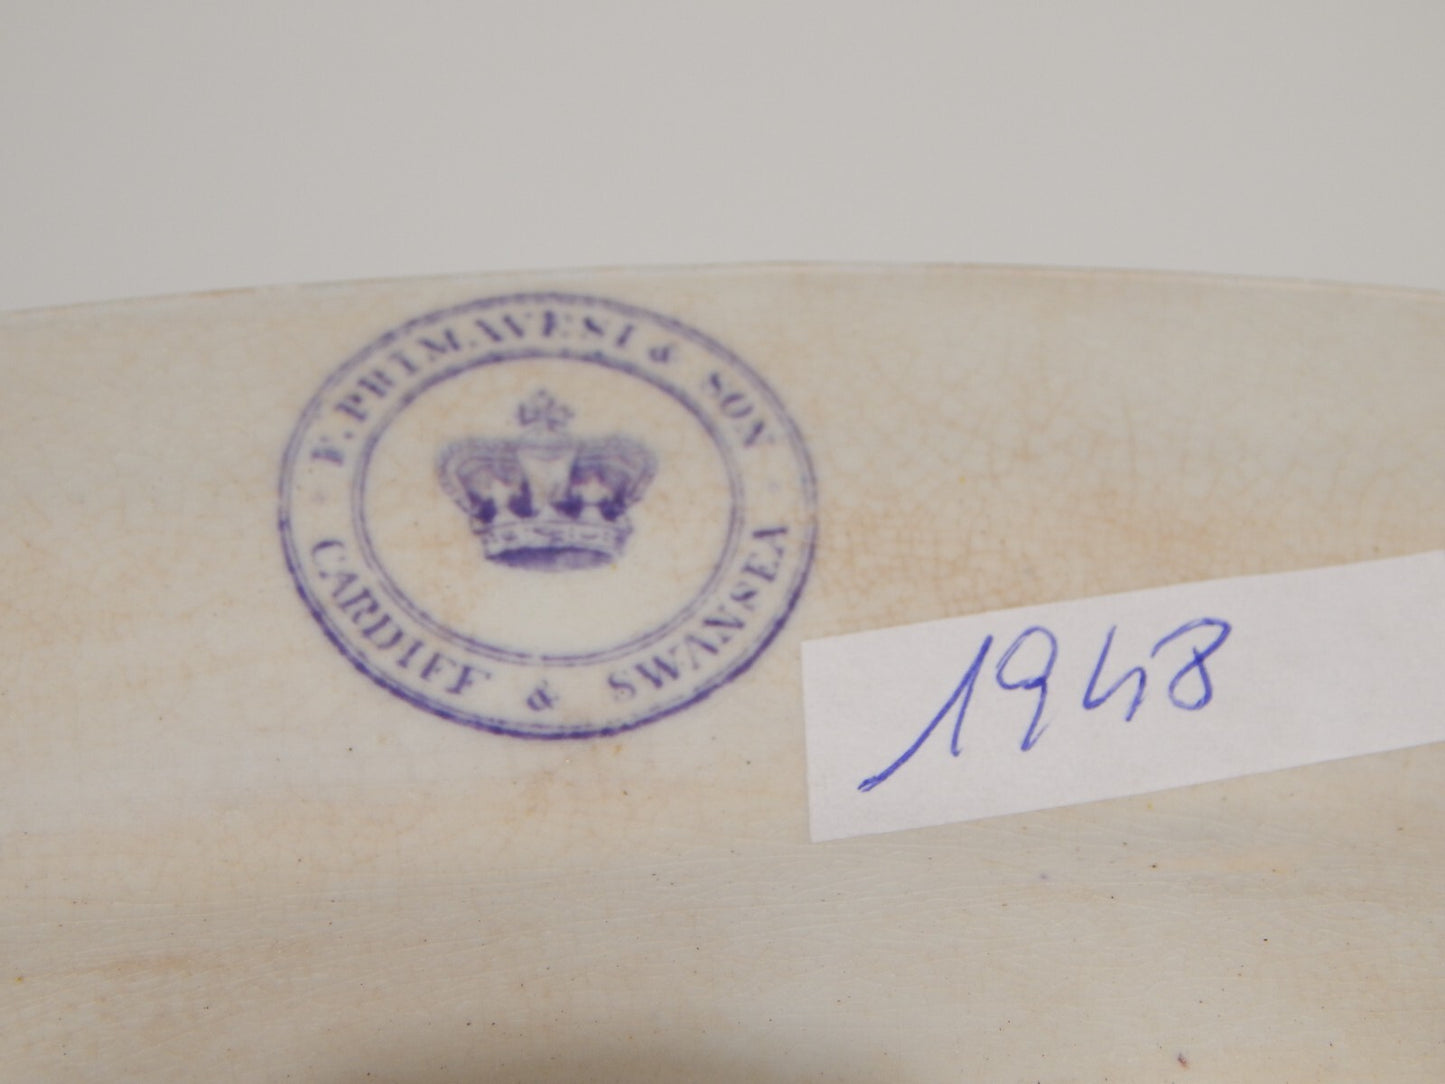 F. PRIMAVESI & SON
CARDIFF & SWANSEA
1948